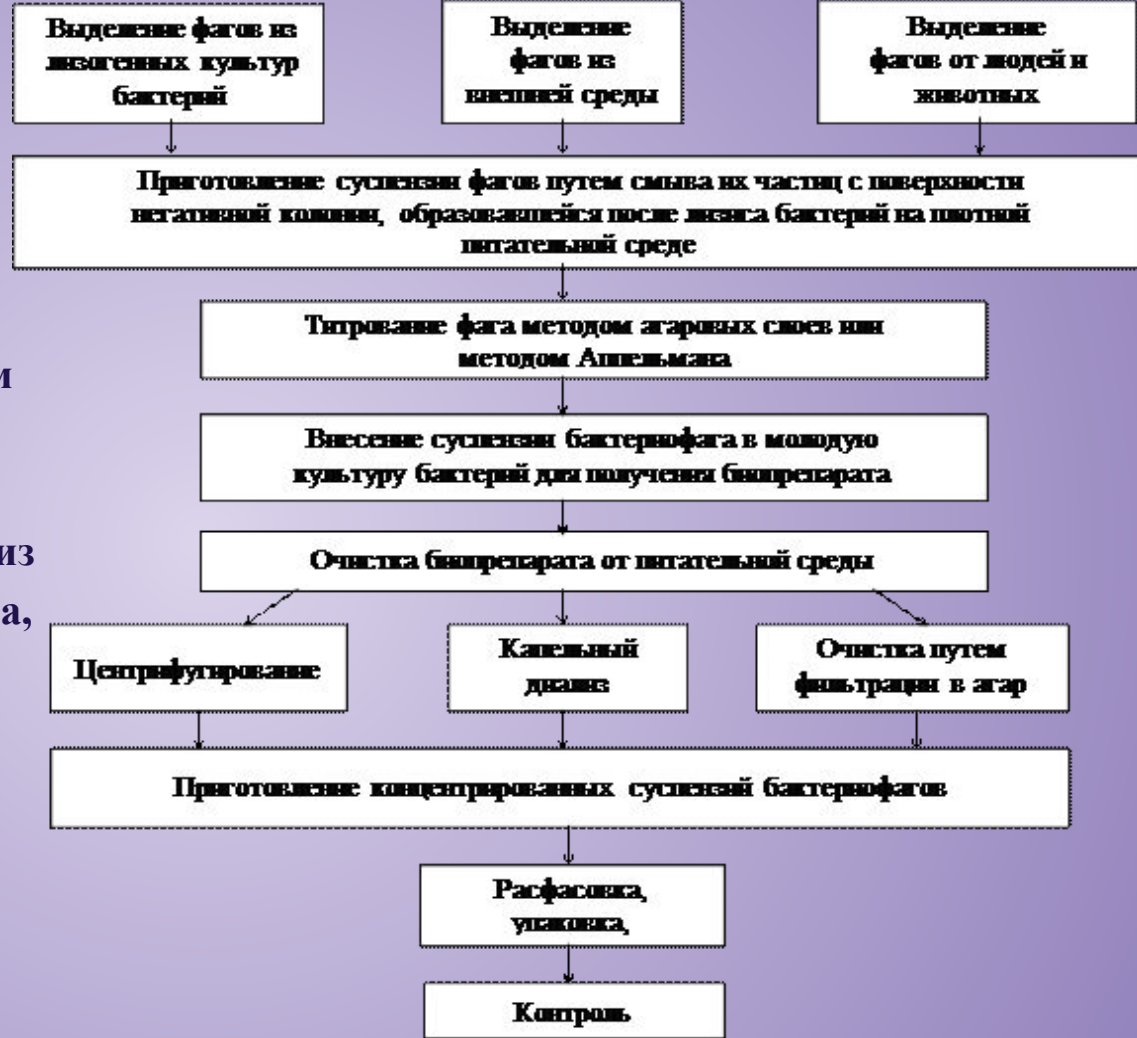 Выделение фагов из
лизогенных культур
бактерий
Выделение
фагов из
внешней среды
Выделение
фагов от людей и
животных
Приготовление суспензии фагов путем смыва их частиц с поверхности
негативной колонии, образовавшейся после лизиса бактерий на плотной
питательной среде
Титрование фага методом агаровых слоев или
методом Аппельмана
Внесение суспензии бактериофага в молодую
культуру бактерий для получения биопрепарата
из
Очистка биопрепарата от питательной среды
Центрифугирование
Капельный
диализ
Очистка путем
фильтрации в агар
Приготовление концентрированных суспензий бактериофагов
Расфасовка,
упаковка,
Контроль